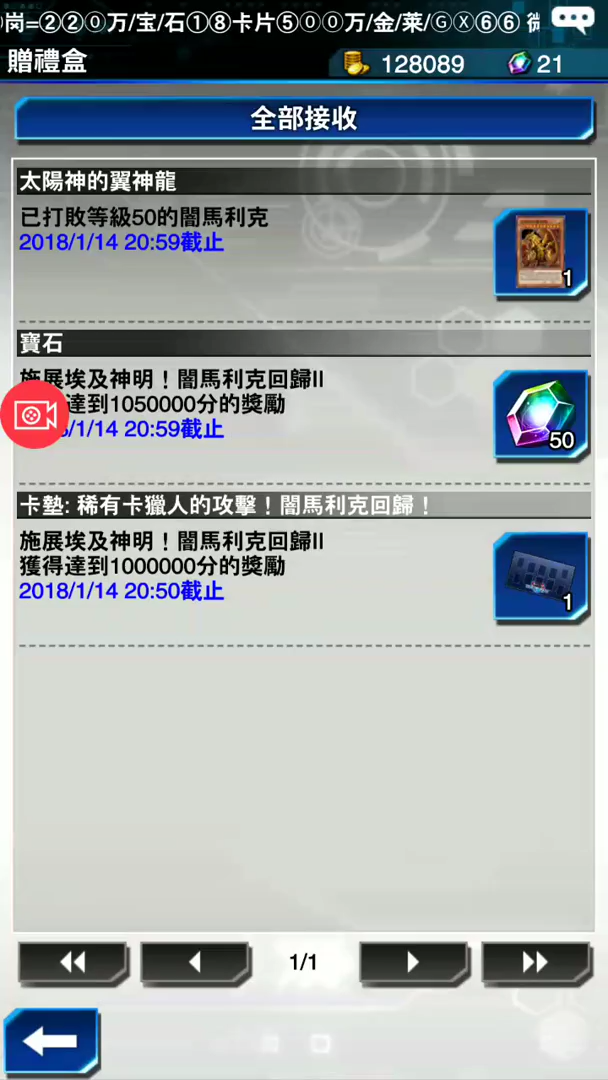 岗=②②⓪万/宝/石①⑧卡片⑤⓪⓪万/金/莱/ⒼⓍ⑥⑥
贈禮盒
128089
21
全部接收
太陽神的翼神龍
已打敗等級50的闇馬利克
2018/1/14 20:59截止
1
寶石
施展埃及神明！闇馬利克回歸II
達到1050000分的獎勵
/1/14 20:59截止
50
卡墊: 稀有卡獵人的攻擊！闇馬利克回歸！
施展埃及神明！闇馬利克回歸II
獲得達到1000000分的獎勵
2018/1/14 20:50截止
1
1/1